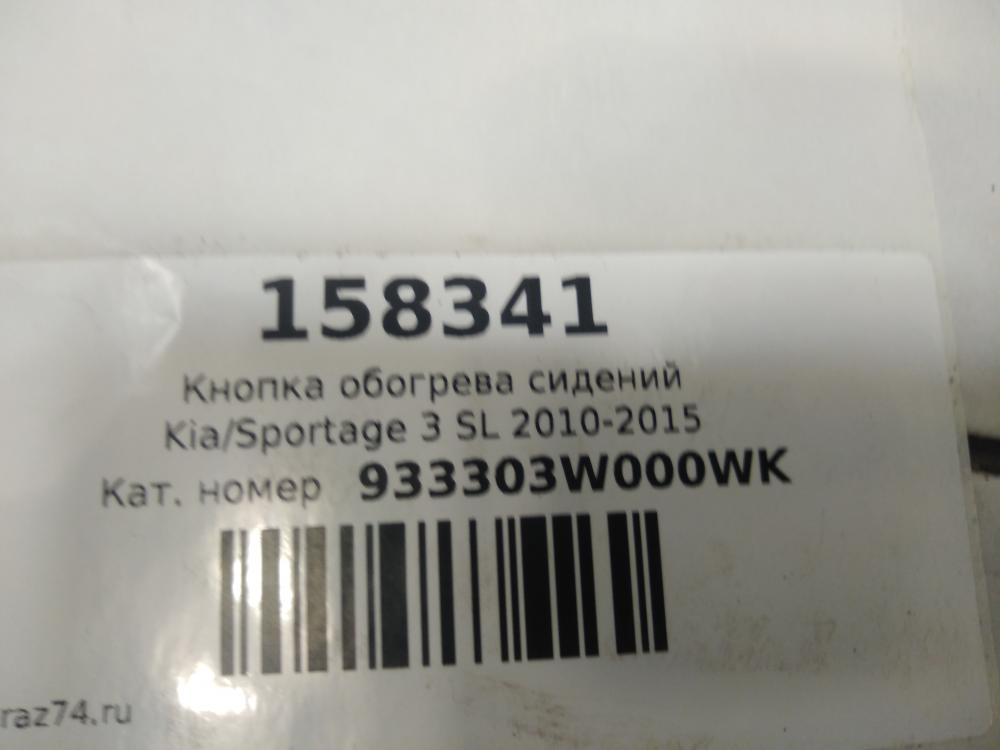 158341
Кнопка обогрева сидений
Kia/Sportage 3 SL 2010-2015
Кат. номер 933303W000WK
raz74.ru